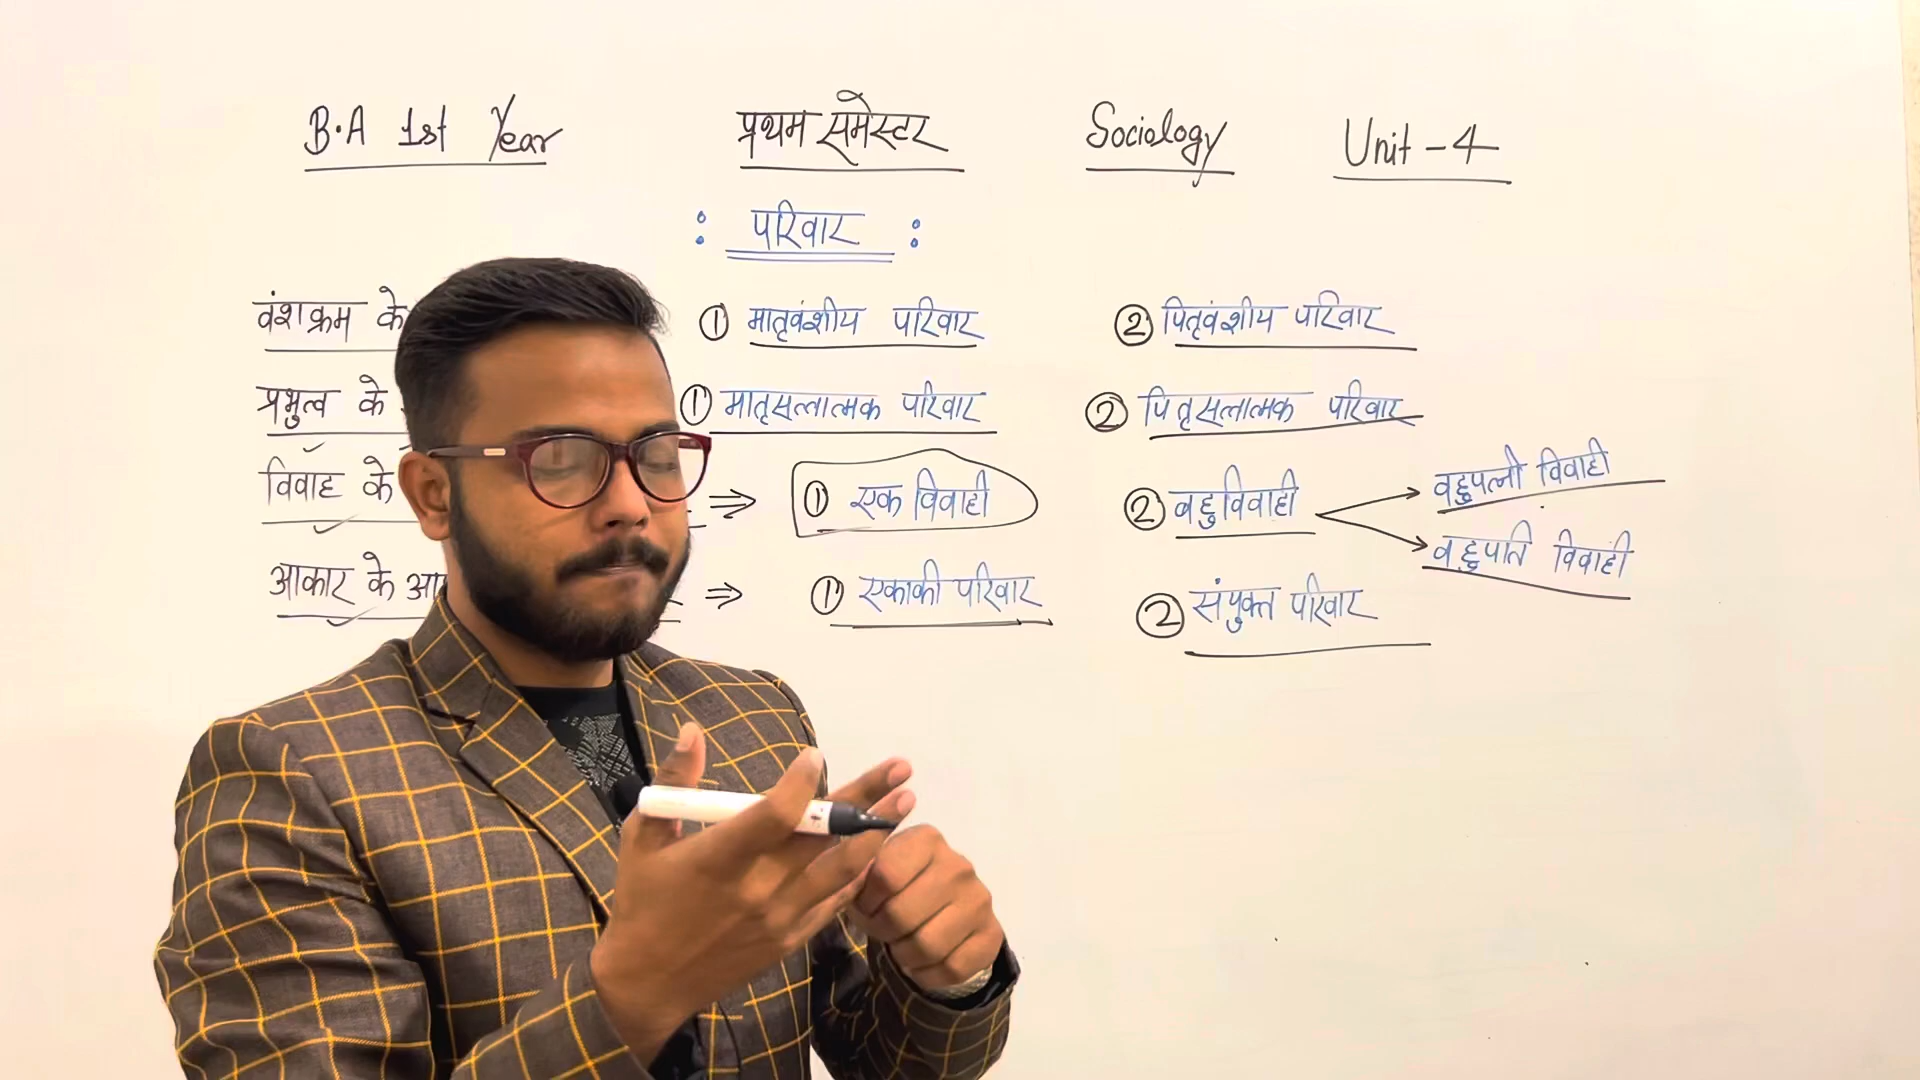 B.A 1st Year प्रथम समेस्टर Sociology Unit - 4
: परिवार :
वंशक्रम के ① मातृवंशीय परिवार ② पितृवंशीय परिवार
प्रभुत्व के ① मातृसत्तात्मक परिवार ② पितृसत्तात्मक परिवार
विवाह के ⇒ ① एक विवाही ② बहुविवाही
बहुपत्नी विवाही
बहुपति विवाही
आकार के ⇒ ① एकाकी परिवार ② संयुक्त परिवार